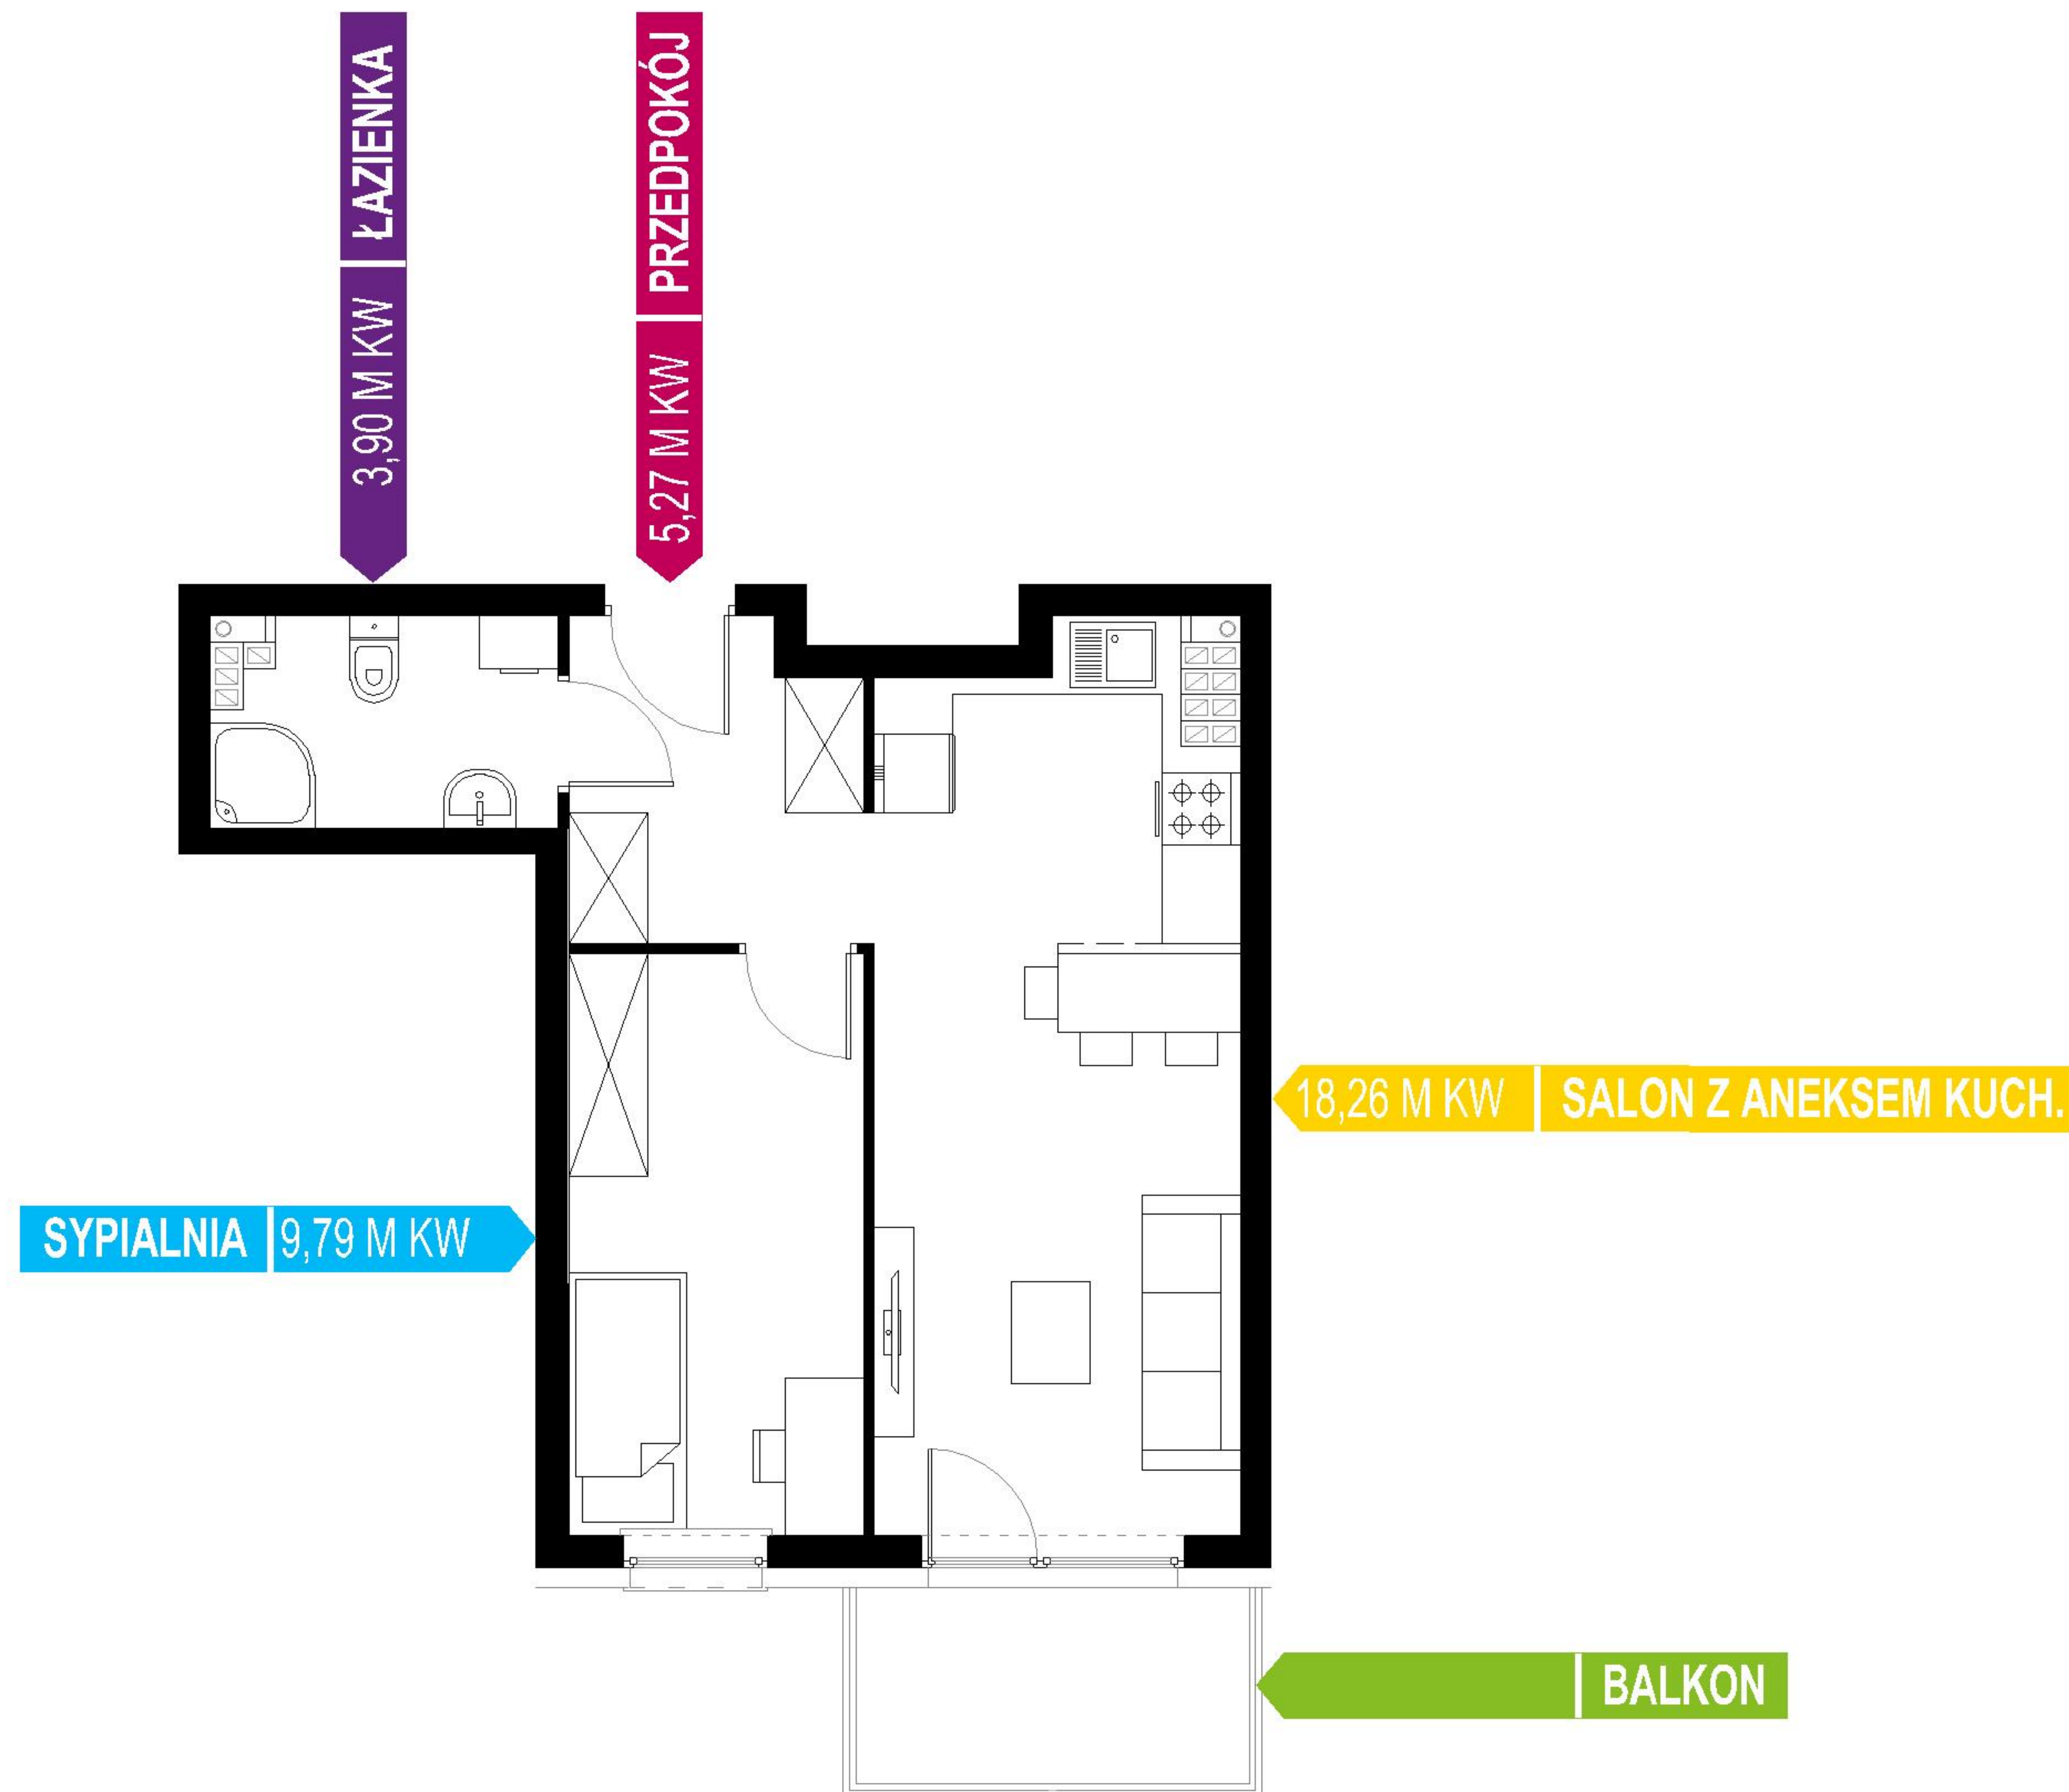 ŁAZIENKA
3,90 M KW
PRZEDPOKÓJ
5,27 M KW
18,26 M KW
SALON Z ANEKSEM KUCH.
SYPIALNIA
9,79 M KW
BALKON